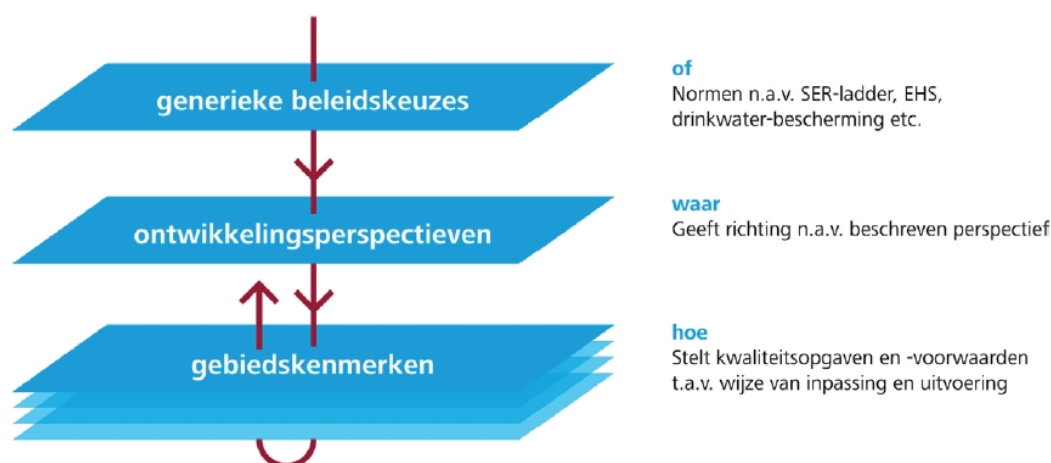 generieke beleidskeuzes
of
Normen n.a.v. SER-ladder, EHS,
drinkwater-bescherming etc.
ontwikkelingsperspectieven
waar
Geeft richting n.a.v. beschreven perspectief
gebiedskenmerken
hoe
Stelt kwaliteitsopgaven en -voorwaarden
t.a.v. wijze van inpassing en uitvoering